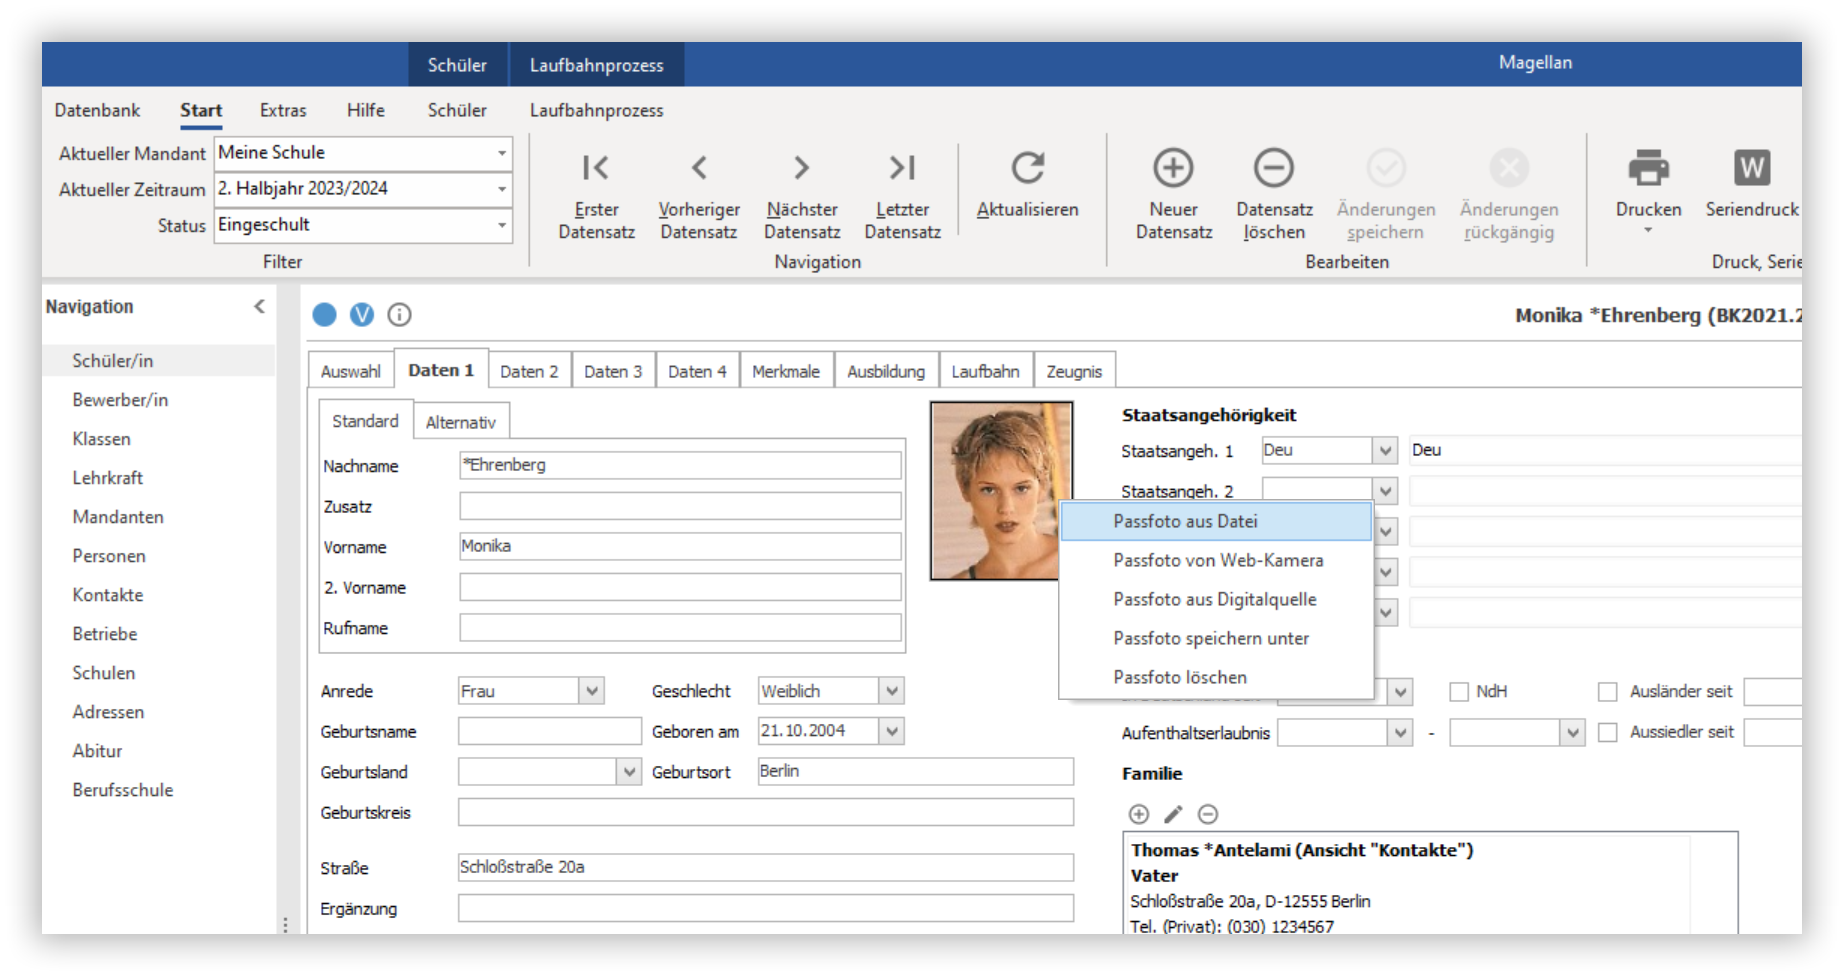 Schüler Laufbahnprozess Magellan
Datenbank Start Extras Hilfe Schüler Laufbahnprozess
Aktueller Mandant Meine Schule
Aktueller Zeitraum 2. Halbjahr 2023/2024
Status Eingeschult
Filter
Erster Datensatz
Vorheriger Datensatz
Nächster Datensatz
Letzter Datensatz
Aktualisieren
Navigation
Neuer Datensatz
Datensatz löschen
Änderungen speichern
Änderungen rückgängig
Bearbeiten
Drucken
W
Seriendruck
Druck, Serie
Navigation
Schüler/in
Bewerber/in
Klassen
Lehrkraft
Mandanten
Personen
Kontakte
Betriebe
Schulen
Adressen
Abitur
Berufsschule
V i
Monika *Ehrenberg (BK2021.2
Auswahl Daten 1 Daten 2 Daten 3 Daten 4 Merkmale Ausbildung Laufbahn Zeugnis
Standard Alternativ
Nachname *Ehrenberg
Zusatz
Vorname Monika
2. Vorname
Rufname
Anrede Frau Geschlecht Weiblich
Geburtsname Geboren am 21.10.2004
Geburtsland Geburtsort Berlin
Geburtskreis
Straße Schloßstraße 20a
Ergänzung
Staatsangehörigkeit
Staatsangeh. 1 Deu Deu
Staatsangeh. 2
Passfoto aus Datei
Passfoto von Web-Kamera
Passfoto aus Digitalquelle
Passfoto speichern unter
Passfoto löschen
NdH Ausländer seit
Aufenthaltserlaubnis - Aussiedler seit
Familie
Thomas *Antelami (Ansicht "Kontakte")
Vater
Schloßstraße 20a, D-12555 Berlin
Tel. (Privat): (030) 1234567